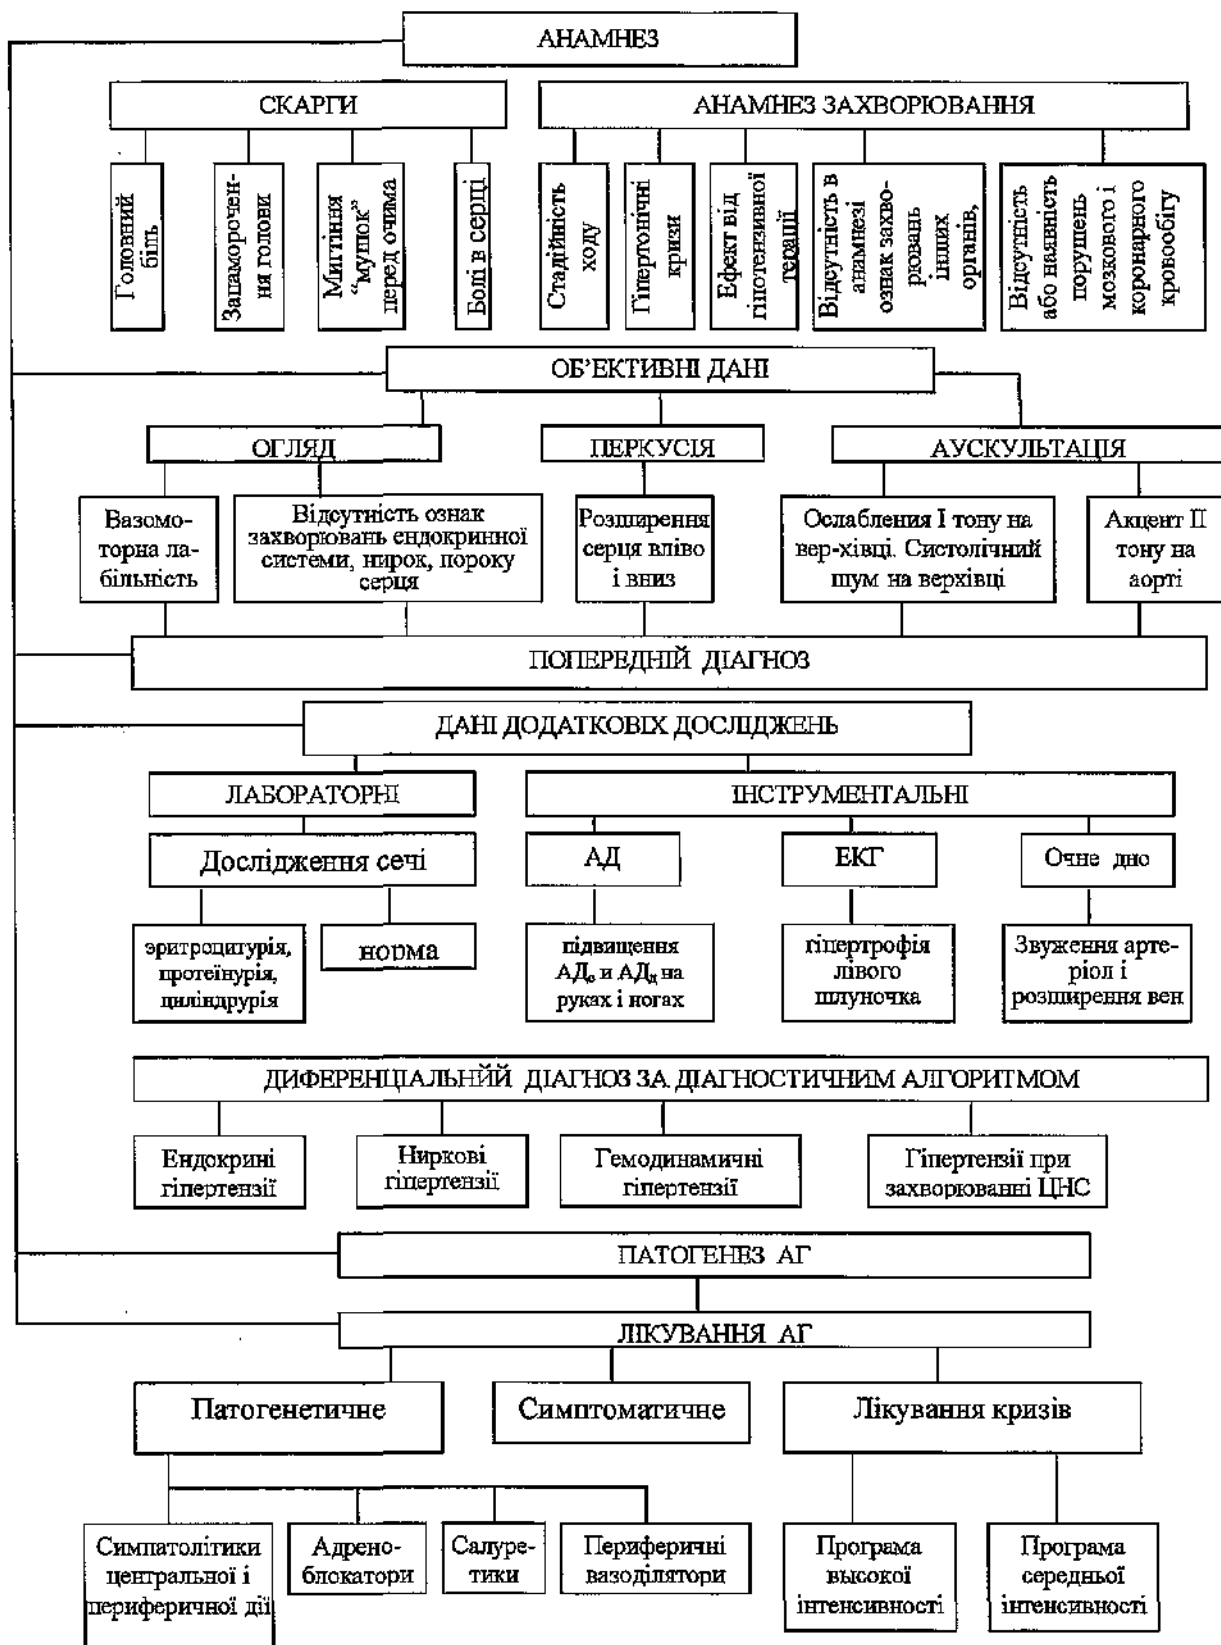 АНАМНЕЗ
СКАРГИ
АНАМНЕЗ ЗАХВОРЮВАННЯ
Головний
біль
Запаморочен-
ня голови
Миггіння
“мушок”
перед очима
Болі в серці
Стадійність
ходу
Гіпертонічні
кризи
Ефект від
гіпотензивної
терапії
Відсутність в
анамнезі
ознак захво-
рювань
інших
органів,
Відсутність
або наявність
порушень
мозкового і
коронарного
кровообігу
ОБ’ЕКТИВНІ ДАНІ
ОГЛЯД
ПЕРКУСІЯ
АУСКУЛЬТАЦІЯ
Вазомо-
торна ла-
більність
Відсутність ознак
захворювань ендокринної
системи, нирок, пороку
серця
Розширення
серця вліво
і вниз
Ослаблення I тону на
вер-хівці. Систолічний
шум на верхівці
Акцент II
тону на
аорті
ПОПЕРЕДНІЙ ДІАГНОЗ
ДАНІ ДОДАТКОВІХ ДОСЛІДЖЕНЬ
ЛАБОРАТОРНІ
ІНСТРУМЕНТАЛЬНІ
Дослідження сечі
АД
ЕКГ
Очне дно
эритроцитурія,
протеїнурія,
циліндрурія
норма
підвищення
АДс и АДд на
руках і ногах
гіпертрофія
лівого
шлуночка
Звуження арте-
ріол і
розширення вен
ДИФЕРЕНЦІАЛЬНЙЙ ДІАГНОЗ ЗА ДІАГНОСТИЧНИМ АЛГОРИТМОМ
Ендокрині
гіпертензії
Ниркові
гіпертензії
Гемодинамичні
гіпертензії
Гіпертензії при
захворюванні ЦНС
ПАТОГЕНЕЗ АГ
ЛІКУВАННЯ АГ
Патогенетичне
Симптоматичне
Лікування кризів
Симпатолітики
центральної і
периферичної дії
Адрено-
блокатори
Салуре-
тики
Периферичні
вазоділятори
Програма
высокої
інтенсивності
Програма
середньої
інтенсивності